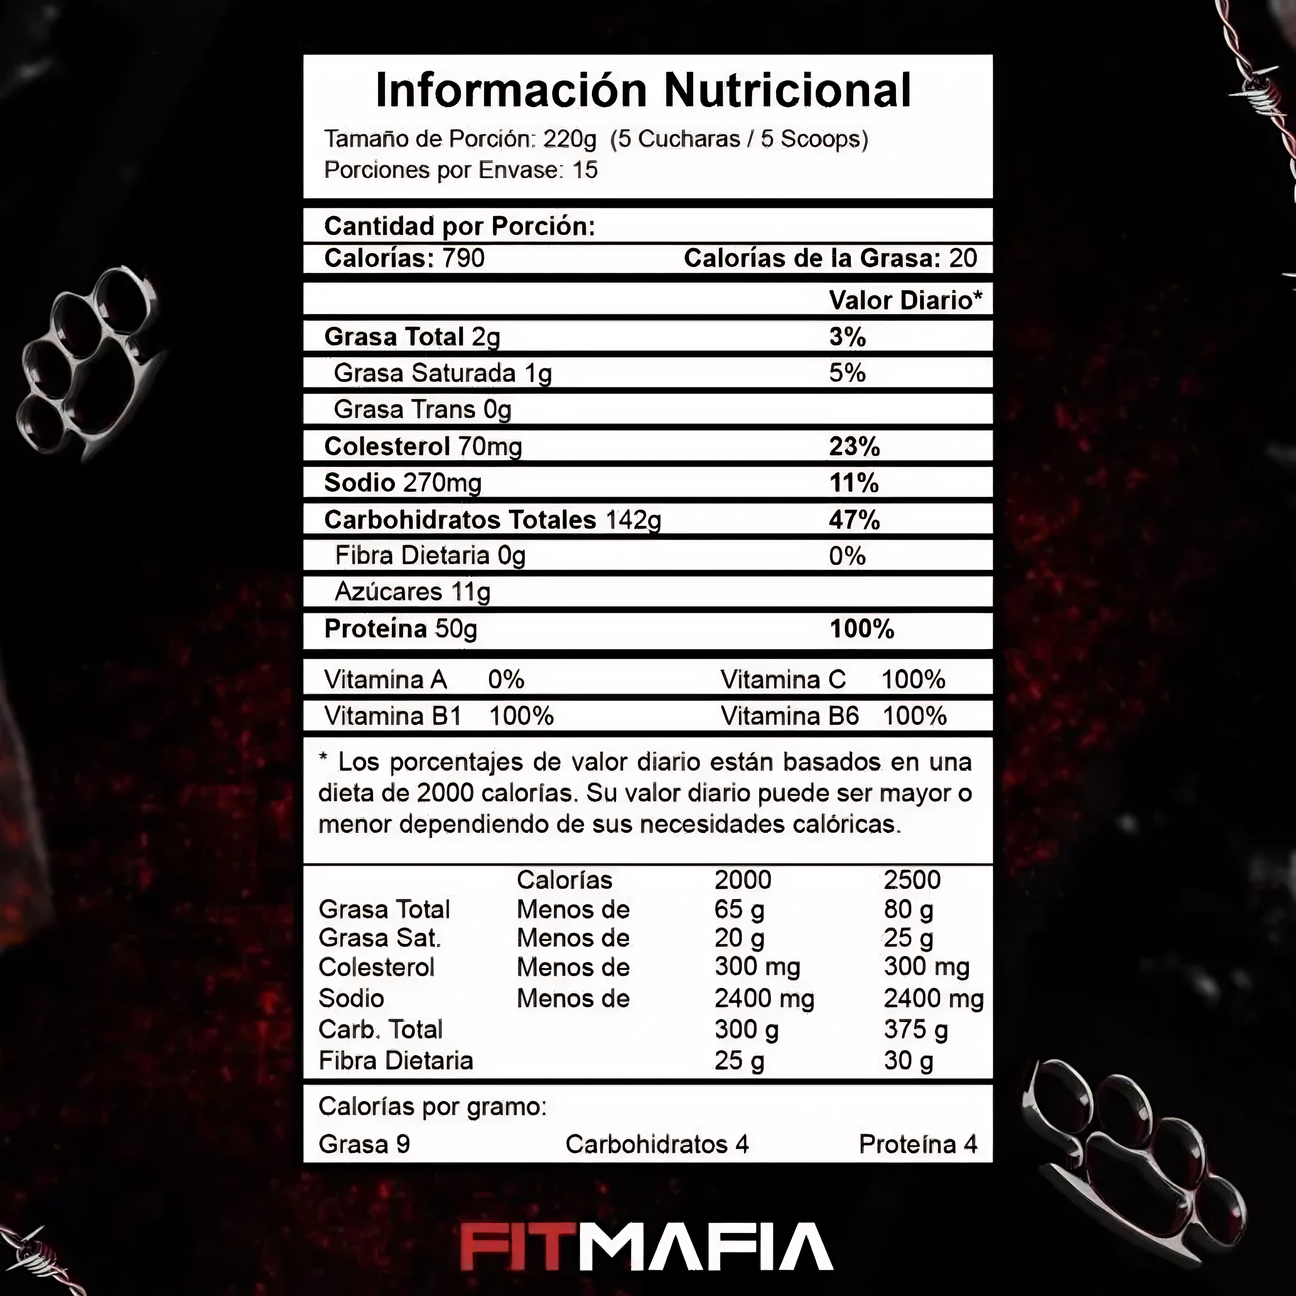 Información Nutricional
Tamaño de Porción: 220g (5 Cucharas / 5 Scoops)
Porciones por Envase: 15
Cantidad por Porción:
Calorías: 790 Calorías de la Grasa: 20
Valor Diario*
Grasa Total 2g 3%
Grasa Saturada 1g 5%
Grasa Trans 0g
Colesterol 70mg 23%
Sodio 270mg 11%
Carbohidratos Totales 142g 47%
Fibra Dietaria 0g 0%
Azúcares 11g
Proteína 50g 100%
Vitamina A 0% Vitamina C 100%
Vitamina B1 100% Vitamina B6 100%
* Los porcentajes de valor diario están basados en una
dieta de 2000 calorías. Su valor diario puede ser mayor o
menor dependiendo de sus necesidades calóricas.
Calorías 2000 2500
Grasa Total Menos de 65 g 80 g
Grasa Sat. Menos de 20 g 25 g
Colesterol Menos de 300 mg 300 mg
Sodio Menos de 2400 mg 2400 mg
Carb. Total 300 g 375 g
Fibra Dietaria 25 g 30 g
Calorías por gramo:
Grasa 9 Carbohidratos 4 Proteína 4
FITMAFIA